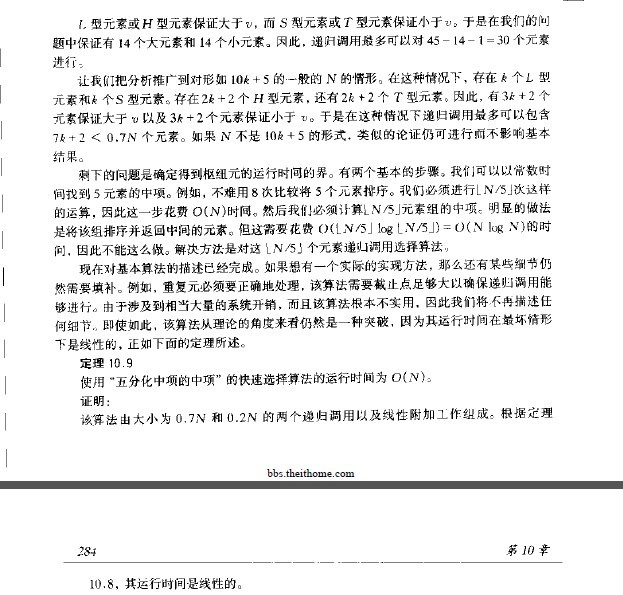 L 型元素或 H 型元素保证大于 v，而 S 型元素或 T 型元素保证小于 v。于是在我们的问
题中保证有 14 个大元素和 14 个小元素。因此，递归调用最多可以对 45-14-1=30 个元素
进行。
让我们把分析推广到对形如 10k+5 的一般的 N 的情形。在这种情况下，存在 k 个 L 型
元素和 k 个 S 型元素。存在 2k+2 个 H 型元素，还有 2k+2 个 T 型元素。因此，有 3k+2 个
元素保证大于 v 以及 3k+2 个元素保证小于 v。于是在这种情况下递归调用最多可以包含
7k+2 < 0.7N 个元素。如果 N 不是 10k+5 的形式，类似的论证仍可进行而不影响基本
结果。
剩下的问题是确定得到枢纽元的运行时间的界。有两个基本的步骤。我们可以以常数时
间找到 5 元素的中项。例如，不难用 8 次比较将 5 个元素排序。我们必须进行⌊N/5⌋次这样
的运算，因此这一步花费 O(N)时间。然后我们必须计算⌊N/5⌋元素组的中项。明显的做法
是将该组排序并返回中间的元素。但这需要花费 O(⌊N/5⌋ log⌊N/5⌋)=O(N log N)的时
间，因此不能这么做。解决方法是对这⌊N/5⌋个元素递归调用选择算法。
现在对基本算法的描述已经完成。如果想有一个实际的实现方法，那么还有某些细节仍
然需要填补。例如，重复元必须要正确地处理，该算法需要截止点足够大以确保递归调用能
够进行。由于涉及到相当大量的系统开销，而且该算法根本不实用，因此我们将不再描述任
何细节。即使如此，该算法从理论的角度来看仍然是一种突破，因为其运行时间在最坏情形
下是线性的，正如下面的定理所述。
定理 10.9
使用“五分化中项的中项”的快速选择算法的运行时间为 O(N)。
证明：
该算法由大小为 0.7N 和 0.2N 的两个递归调用以及线性附加工作组成。根据定理
bbs.theithome.com
284 第 10 章
10.8，其运行时间是线性的。